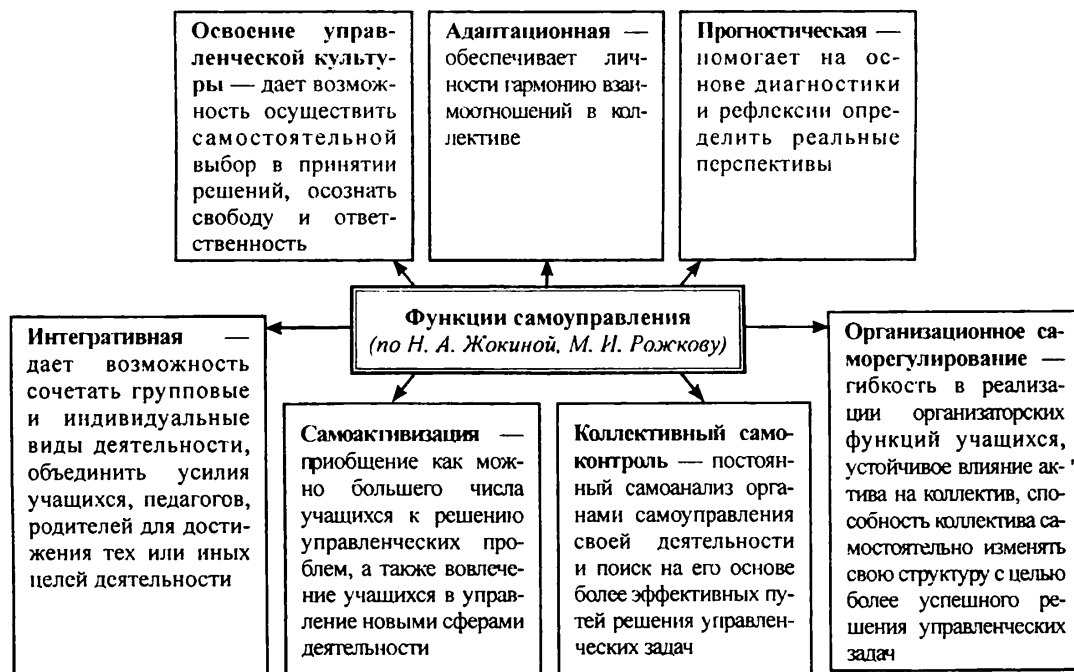 Освоение управ-
ленческой культу-
ры — дает возмож-
ность осуществить
самостоятельной
выбор в принятии
решений, осознать
свободу и ответ-
ственность
Адаптационная —
обеспечивает лич-
ности гармонию взаи-
моотношений в кол-
лективе
Прогностическая —
помогает на ос-
нове диагностики
и рефлексии опре-
делить реальные
перспективы
Функции самоуправления
(по Н. А. Жокиной, М. И. Рожкову)
Интегративная —
дает возможность
сочетать групповые
и индивидуальные
виды деятельности,
объединить усилия
учащихся, педагогов,
родителей для дости-
жения тех или иных
целей деятельности
Самоактивизация —
приобщение как мож-
но большего числа
учащихся к решению
управленческих про-
блем, а также вовлече-
ние учащихся в управ-
ление новыми сферами
деятельности
Коллективный само-
контроль — постоян-
ный самоанализ орга-
нами самоуправления
своей деятельности
и поиск на его основе
более эффективных пу-
тей решения управлен-
ческих задач
Организационное са-
морегулирование —
гибкость в реализа-
ции организаторских
функций учащихся,
устойчивое влияние ак-
тива на коллектив, спо-
собность коллектива са-
мостоятельно изменять
свою структуру с целью
более успешного ре-
шения управленческих
задач